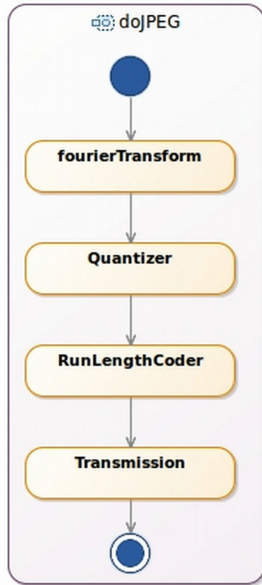 doJPEG
fourierTransform
Quantizer
RunLengthCoder
Transmission